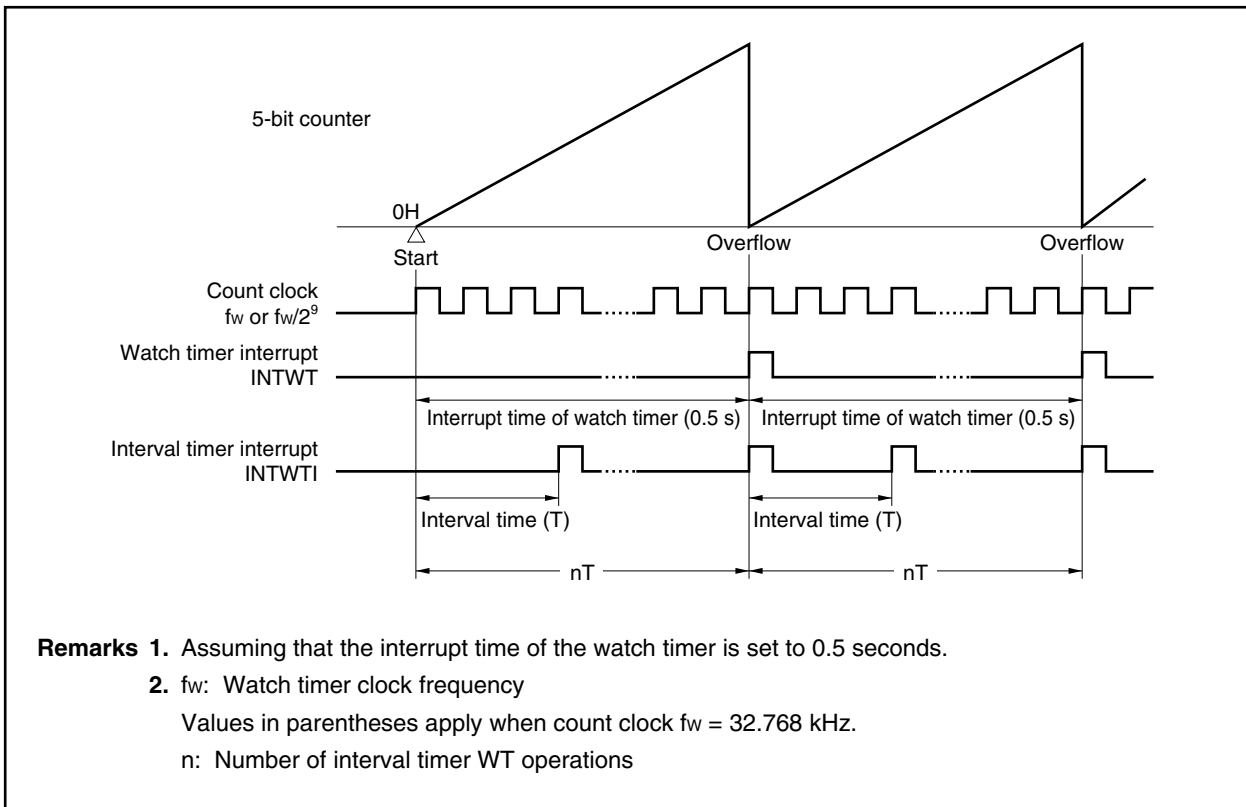 5-bit counter
0H
Start
Overflow
Overflow
Count clock
fw or fw/2⁹
Watch timer interrupt
INTWT
Interrupt time of watch timer (0.5 s)
Interrupt time of watch timer (0.5 s)
Interval timer interrupt
INTWTI
Interval time (T)
Interval time (T)
nT
nT
Remarks 1. Assuming that the interrupt time of the watch timer is set to 0.5 seconds.
2. fw: Watch timer clock frequency
Values in parentheses apply when count clock fw = 32.768 kHz.
n: Number of interval timer WT operations